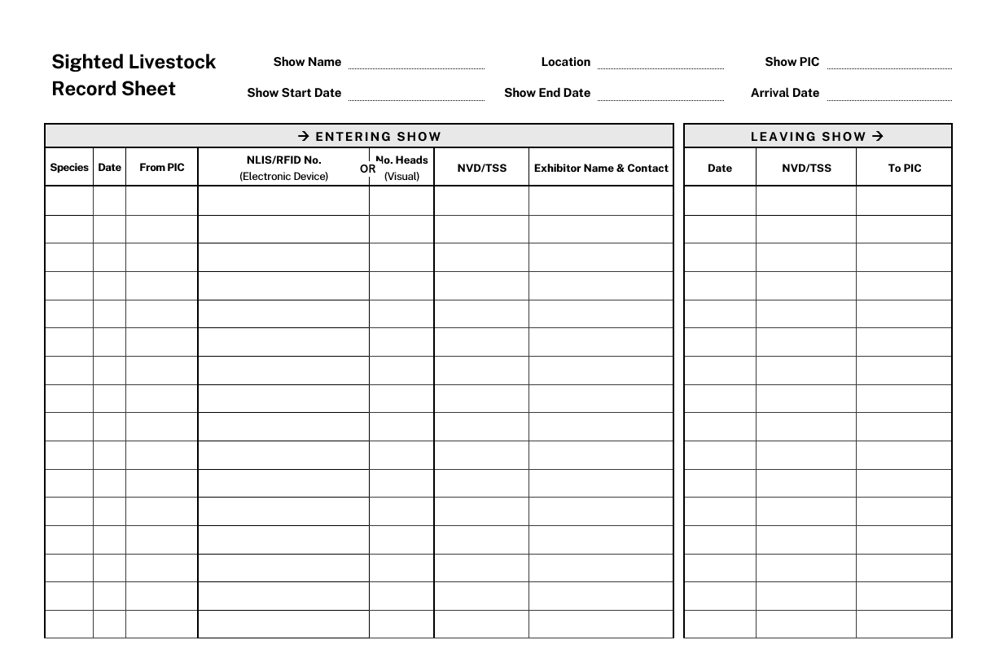 Sighted Livestock
Record Sheet
Show Name
Location
Show PIC
Show Start Date
Show End Date
Arrival Date
→ ENTERING SHOW
LEAVING SHOW →
Species
Date
From PIC
NLIS/RFID No.
(Electronic Device)
OR
No. Heads
(Visual)
NVD/TSS
Exhibitor Name & Contact
Date
NVD/TSS
To PIC